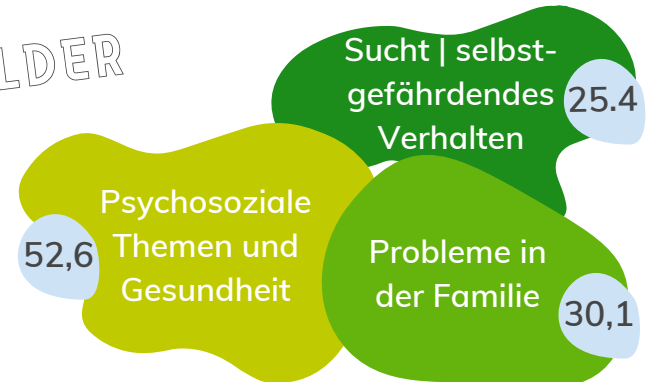 LDER
Sucht | selbst-
gefährdendes
Verhalten
25.4
Psychosoziale
Themen und
Gesundheit
52,6
Probleme in
der Familie
30,1